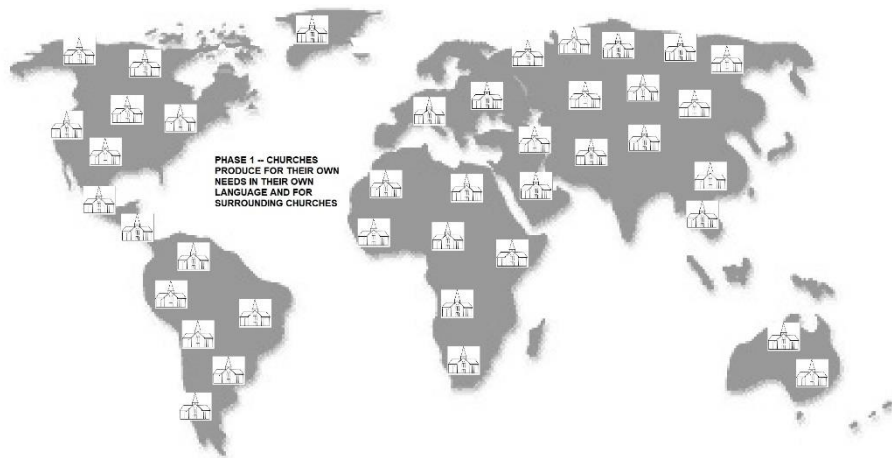 PHASE 1 -- CHURCHES
PRODUCE FOR THEIR OWN
NEEDS IN THEIR OWN
LANGUAGE AND FOR
SURROUNDING CHURCHES